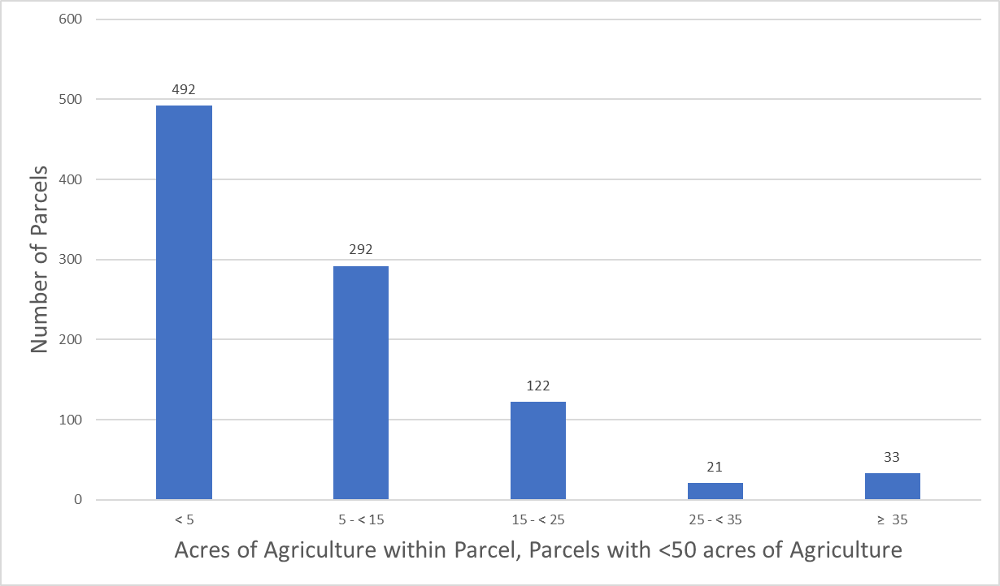 600
500
400
300
200
100
0
Number of Parcels
492
292
122
21
33
< 5
5 - < 15
15 - < 25
25 - < 35
≥ 35
Acres of Agriculture within Parcel, Parcels with <50 acres of Agriculture